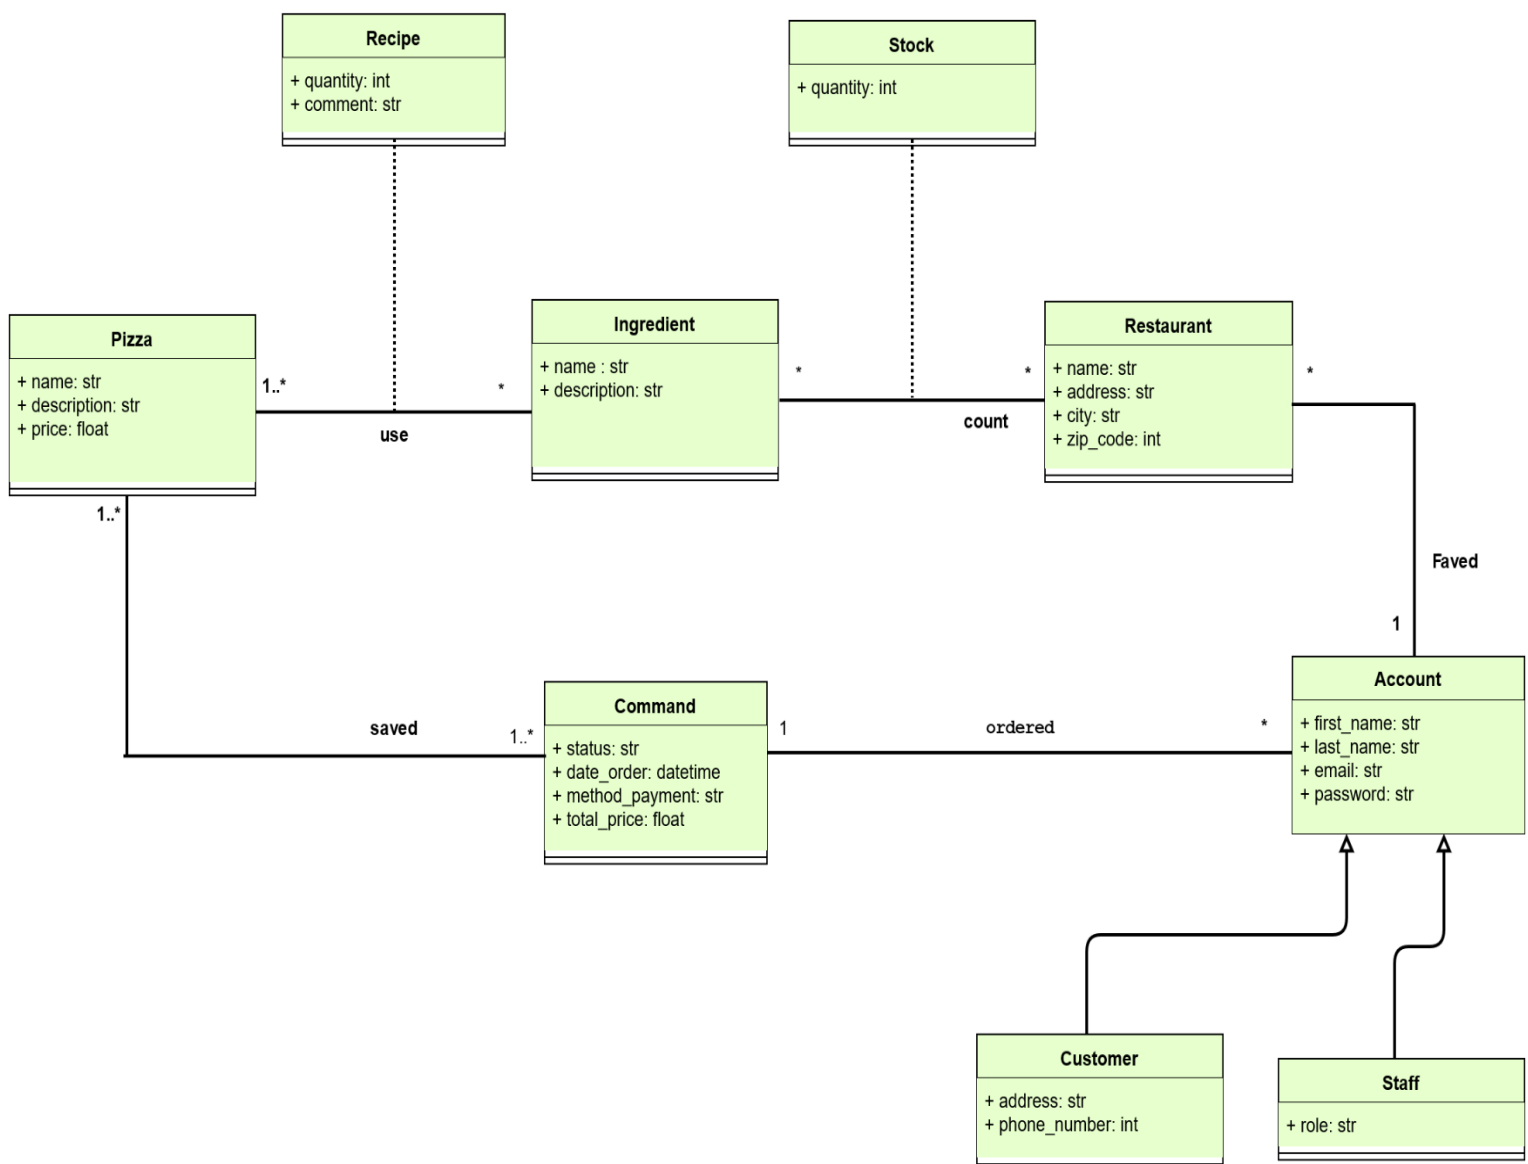 Recipe
+ quantity: int
+ comment: str
Stock
+ quantity: int
Pizza
+ name: str
+ description: str
+ price: float
1..*
*
use
Ingredient
+ name : str
+ description: str
*
*
count
Restaurant
+ name: str
+ address: str
+ city: str
+ zip_code: int
*
Faved
1
1..*
saved
1..*
Command
+ status: str
+ date_order: datetime
+ method_payment: str
+ total_price: float
1
ordered
*
Account
+ first_name: str
+ last_name: str
+ email: str
+ password: str
Customer
+ address: str
+ phone_number: int
Staff
+ role: str